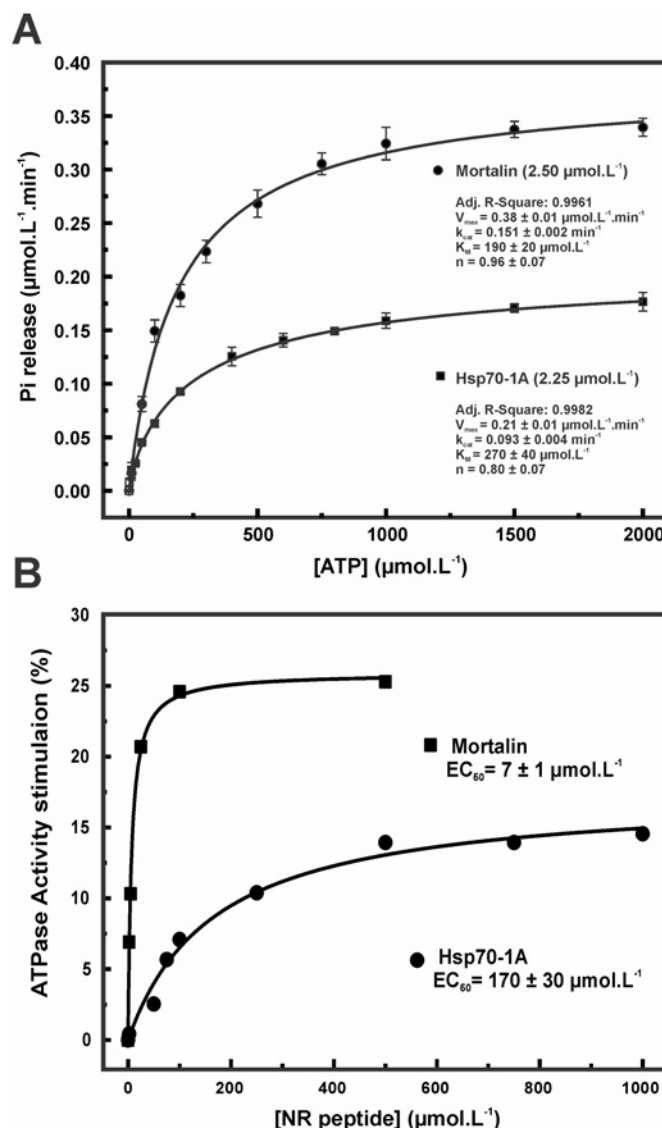 A
0.40
0.35
0.30
0.25
0.20
0.15
0.10
0.05
0.00
Pi release (µmol.L⁻¹.min⁻¹)
Mortalin (2.50 µmol.L⁻¹)
Adj. R-Square: 0.9961
Vmax = 0.38 ± 0.01 µmol.L⁻¹.min⁻¹
kcat = 0.151 ± 0.002 min⁻¹
KM = 190 ± 20 µmol.L⁻¹
n = 0.96 ± 0.07
Hsp70-1A (2.25 µmol.L⁻¹)
Adj. R-Square: 0.9982
Vmax = 0.21 ± 0.01 µmol.L⁻¹.min⁻¹
kcat = 0.093 ± 0.004 min⁻¹
KM = 270 ± 40 µmol.L⁻¹
n = 0.80 ± 0.07
0 500 1000 1500 2000
[ATP] (µmol.L⁻¹)
B
30
25
20
15
10
5
0
ATPase Activity stimulaion (%)
Mortalin
EC₅₀= 7 ± 1 µmol.L⁻¹
Hsp70-1A
EC₅₀= 170 ± 30 µmol.L⁻¹
0 200 400 600 800 1000
[NR peptide] (µmol.L⁻¹)